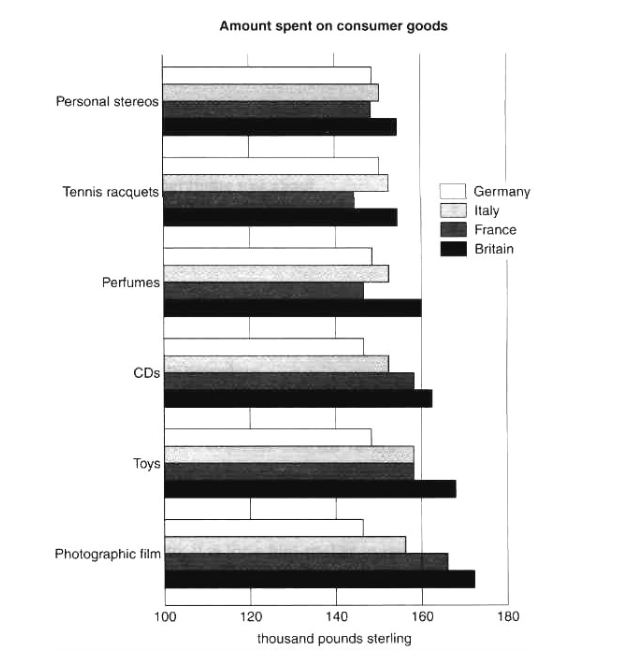 Amount spent on consumer goods
Personal stereos
Tennis racquets
Germany
Italy
France
Britain
Perfumes
CDs
Toys
Photographic film
100 120 140 160 180
thousand pounds sterling